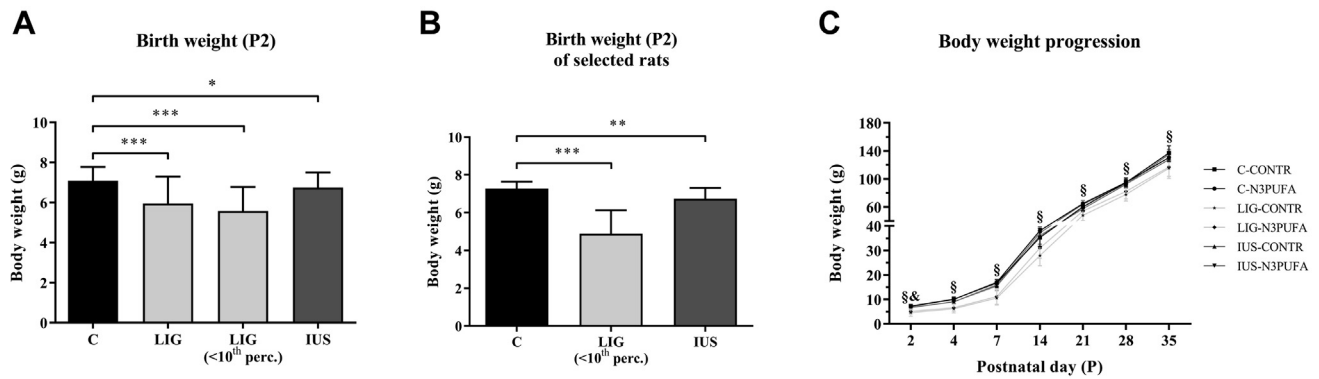 A
Birth weight (P2)
*
***
***
Body weight (g)
10
8
6
4
2
0
C
LIG
LIG
IUS
(<10th perc.)
B
Birth weight (P2)
of selected rats
**
***
Body weight (g)
10
8
6
4
2
0
C
LIG
IUS
(<10th perc.)
C
Body weight progression
Body weight (g)
180
160
140
120
100
80
60
40
30
20
10
0
§&
§
§
§
§
§
§
2
4
7
14
21
28
35
Postnatal day (P)
C-CONTR
C-N3PUFA
LIG-CONTR
LIG-N3PUFA
IUS-CONTR
IUS-N3PUFA